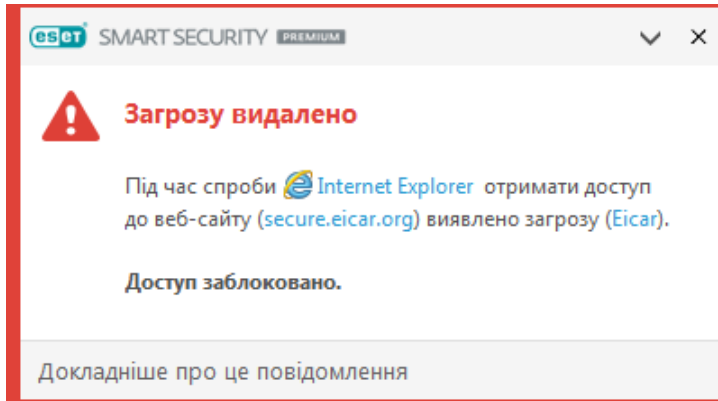 eset SMART SECURITY PREMIUM
Загрозу видалено
Під час спроби Internet Explorer отримати доступ
до веб-сайту (secure.eicar.org) виявлено загрозу (Eicar).
Доступ заблоковано.
Докладніше про це повідомлення